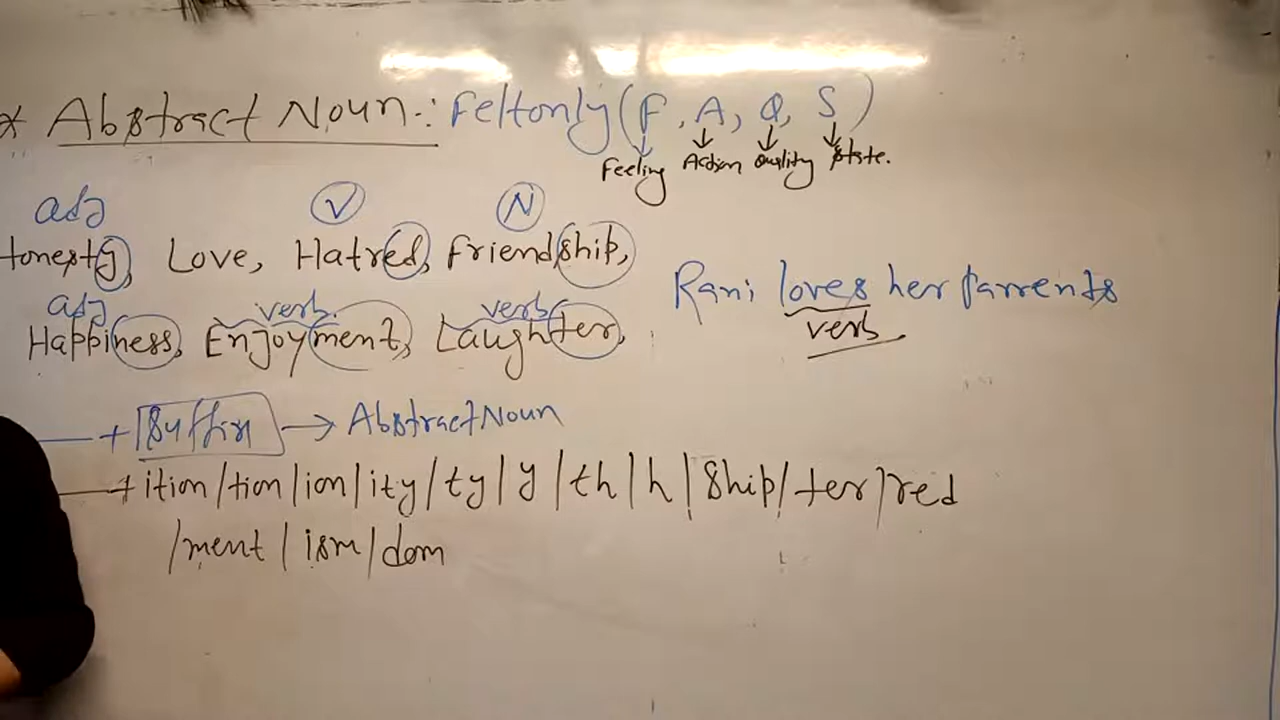 * Abstract Noun:- Feltonly (F, A, Q, S)
Feeling Action Quality State.
adj V N
Honesty, Love, Hatred, Friendship,
adj verb. verb
Happiness, Enjoyment, Laughter,
Rani loves her parrents
verb
+ Suffix → Abstract Noun
+ ition / tion / ion / ity / ty / y / th / h / Ship / ter / red
/ ment / ism / dom